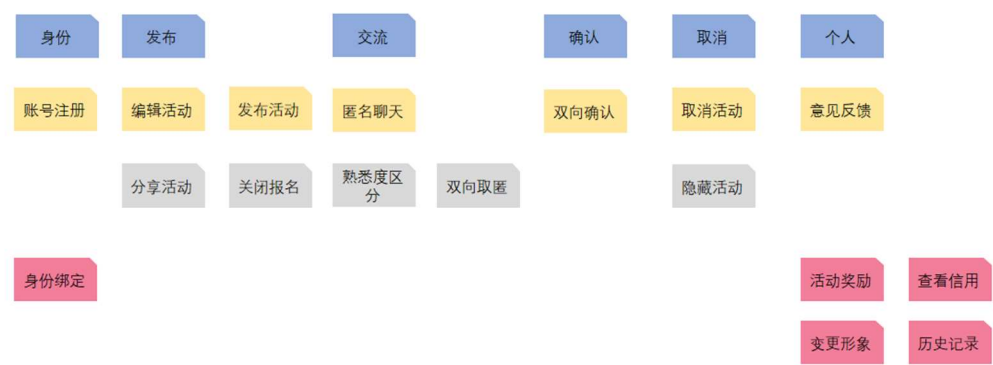 身份 发布 交流 确认 取消 个人
账号注册 编辑活动 发布活动 匿名聊天 双向确认 取消活动 意见反馈
分享活动 关闭报名 熟悉度区分 双向取匿 隐藏活动
身份绑定 活动奖励 查看信用
变更形象 历史记录